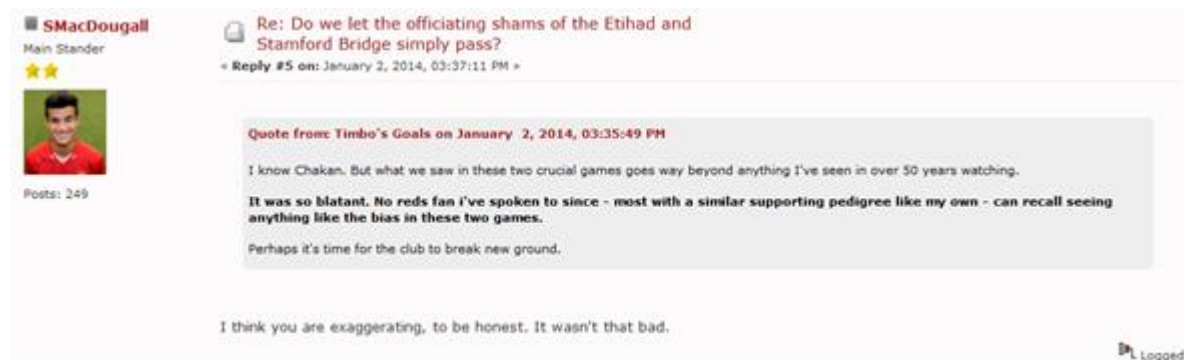 SMacDougall
Main Stander
Posts: 249
Re: Do we let the officiating shams of the Etihad and
Stamford Bridge simply pass?
« Reply #5 on: January 2, 2014, 03:37:11 PM »
Quote from: Timbo's Goals on January  2, 2014, 03:35:49 PM
I know Chakan. But what we saw in these two crucial games goes way beyond anything I've seen in over 50 years watching.
It was so blatant. No reds fan i've spoken to since - most with a similar supporting pedigree like my own - can recall seeing
anything like the bias in these two games.
Perhaps it's time for the club to break new ground.
I think you are exaggerating, to be honest. It wasn't that bad.
Logged